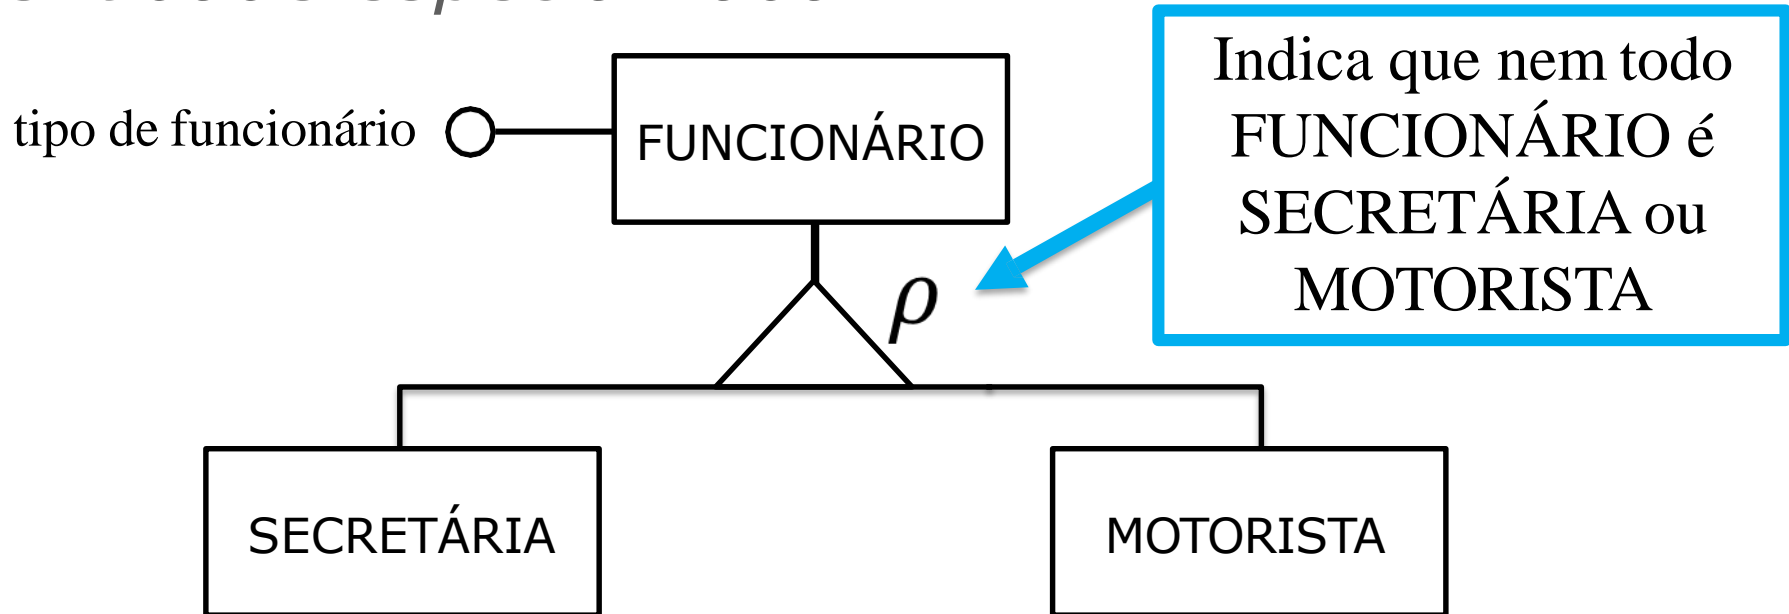 tipo de funcionário
FUNCIONÁRIO
Indica que nem todo
FUNCIONÁRIO é
SECRETÁRIA ou
MOTORISTA
ρ
SECRETÁRIA
MOTORISTA